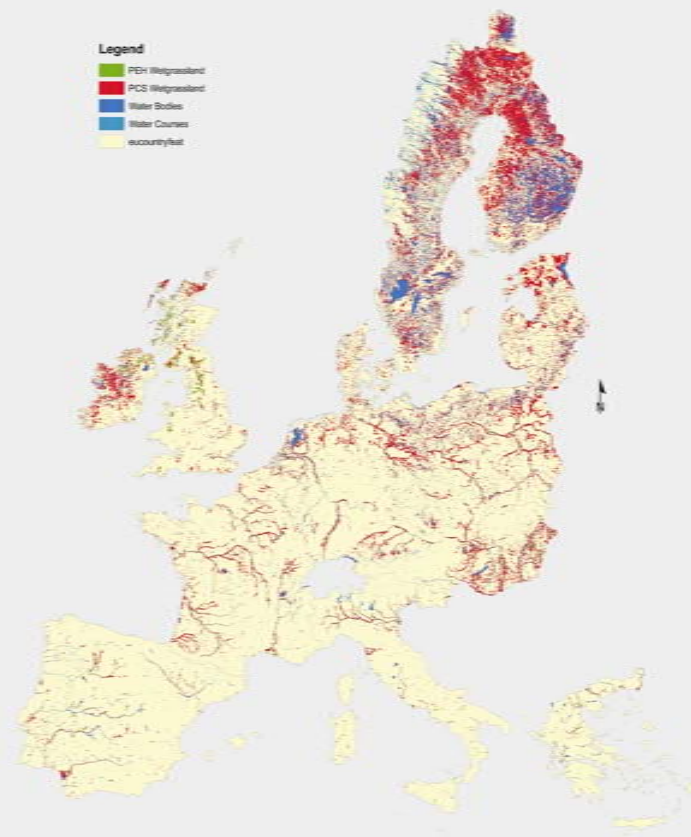 Legend
PEH Wetgrassland
PCS Wetgrassland
Water Bodies
Water Courses
eucountryfeat
N